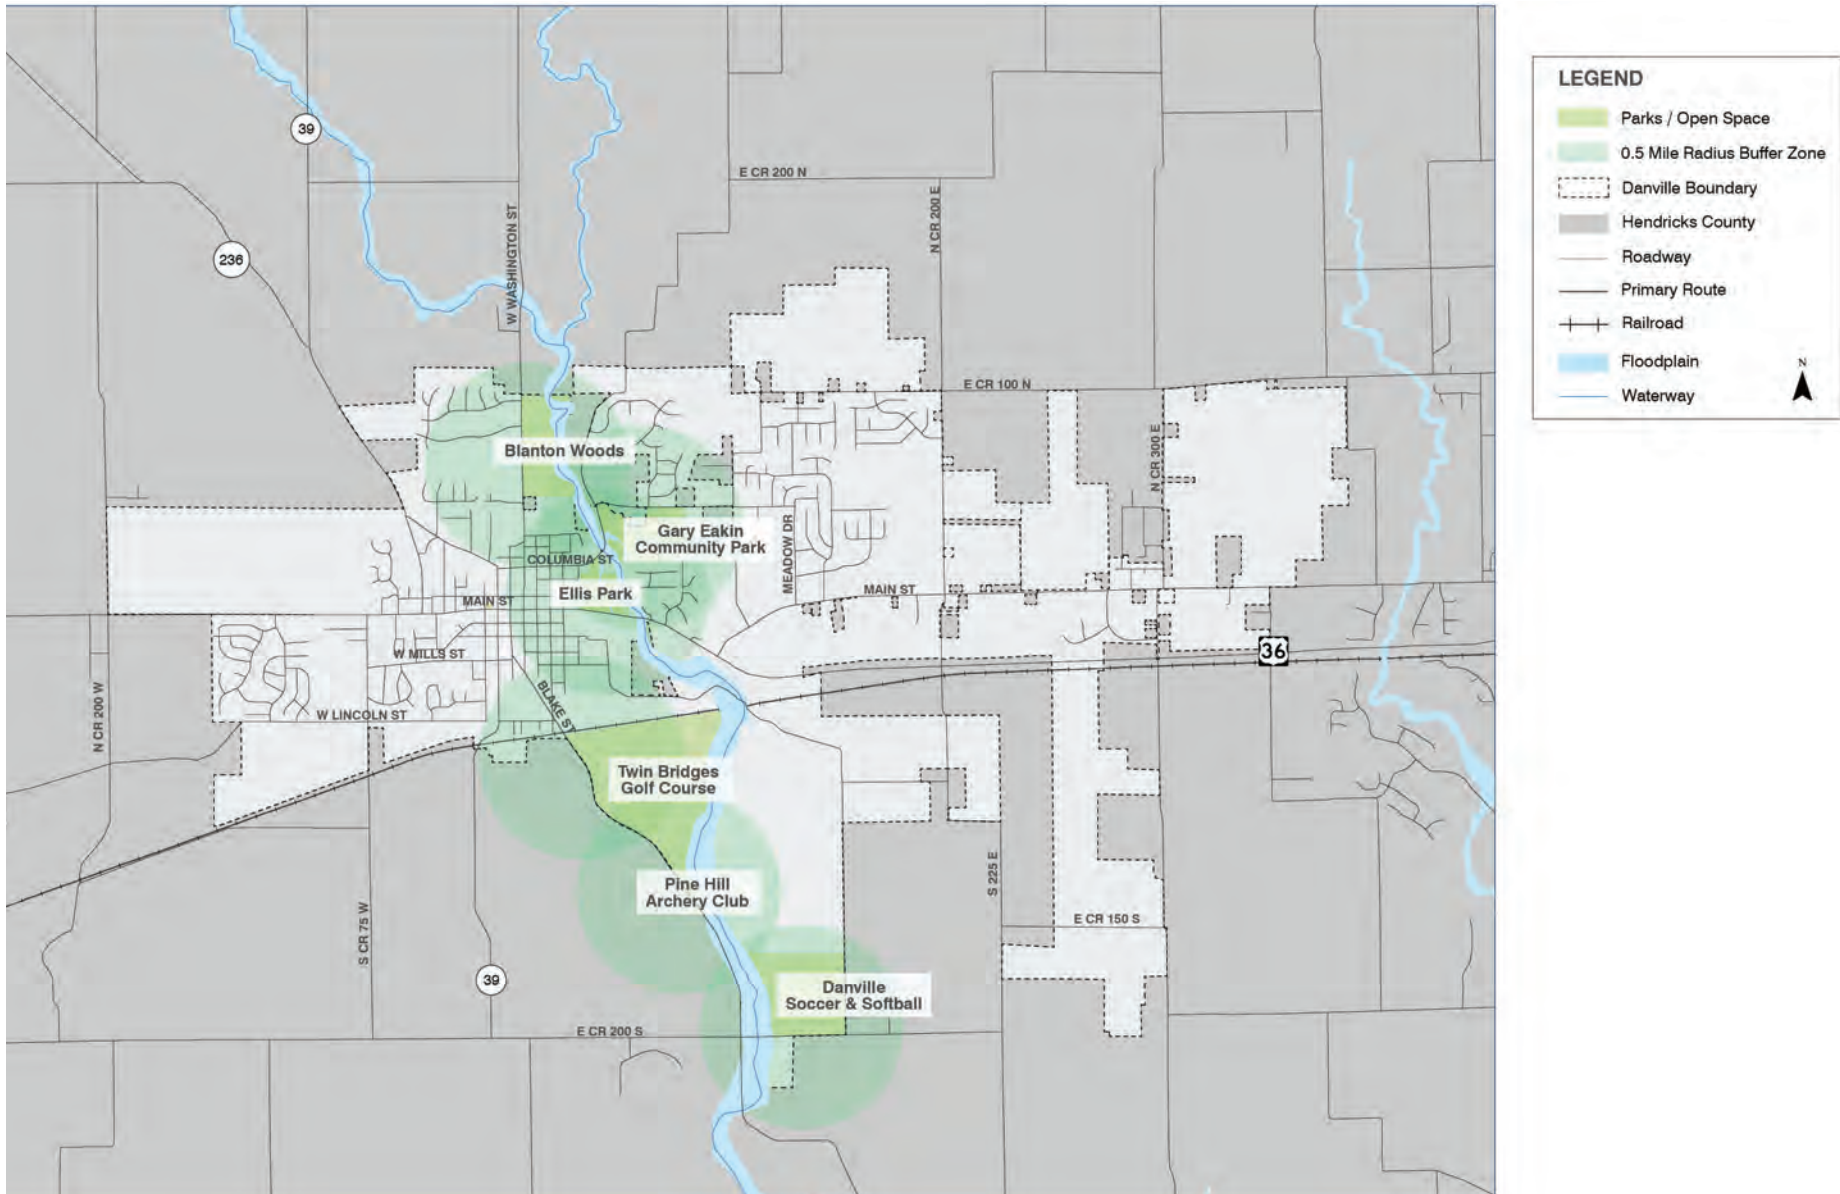 39
236
E CR 200 N
N CR 200 E
W WASHINGTON ST
E CR 100 N
Blanton Woods
N CR 300 E
Gary Eakin
Community Park
MEADOW DR
COLUMBIA ST
Ellis Park
MAIN ST
MAIN ST
W MILLS ST
36
BLAKE ST
W LINCOLN ST
N CR 200 W
Twin Bridges
Golf Course
S 225 E
Pine Hill
Archery Club
S CR 75 W
E CR 150 S
39
Danville
Soccer & Softball
E CR 200 S
LEGEND
Parks / Open Space
0.5 Mile Radius Buffer Zone
Danville Boundary
Hendricks County
Roadway
Primary Route
Railroad
Floodplain
Waterway
N